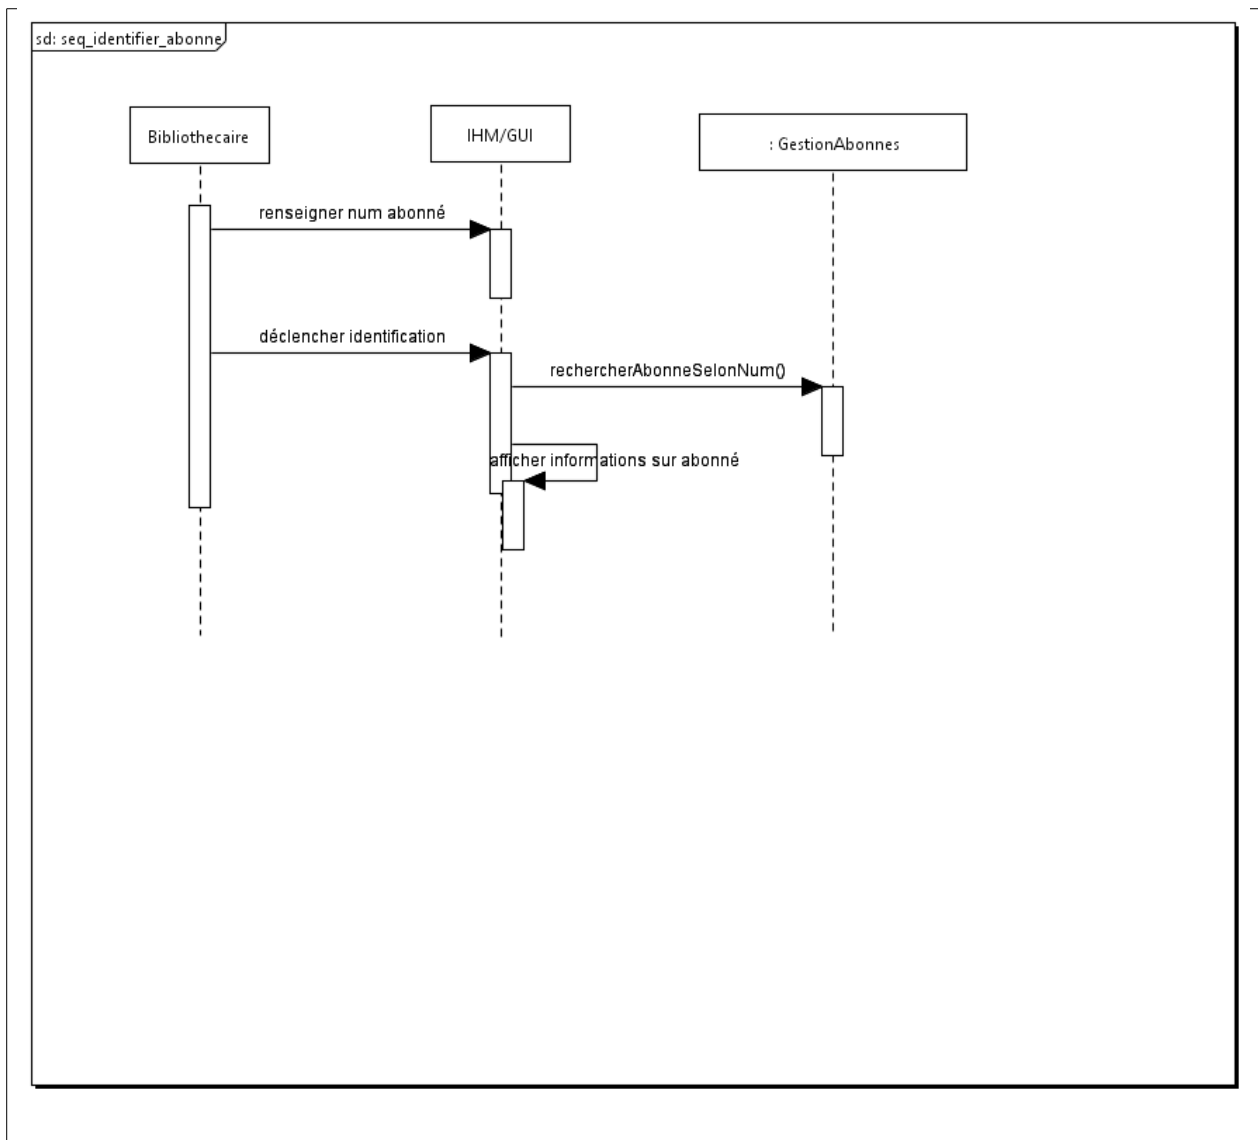 sd: seq_identifier_abonne
Bibliothecaire
IHM/GUI
: GestionAbonnes
renseigner num abonné
déclencher identification
rechercherAbonneSelonNum()
afficher informations sur abonné